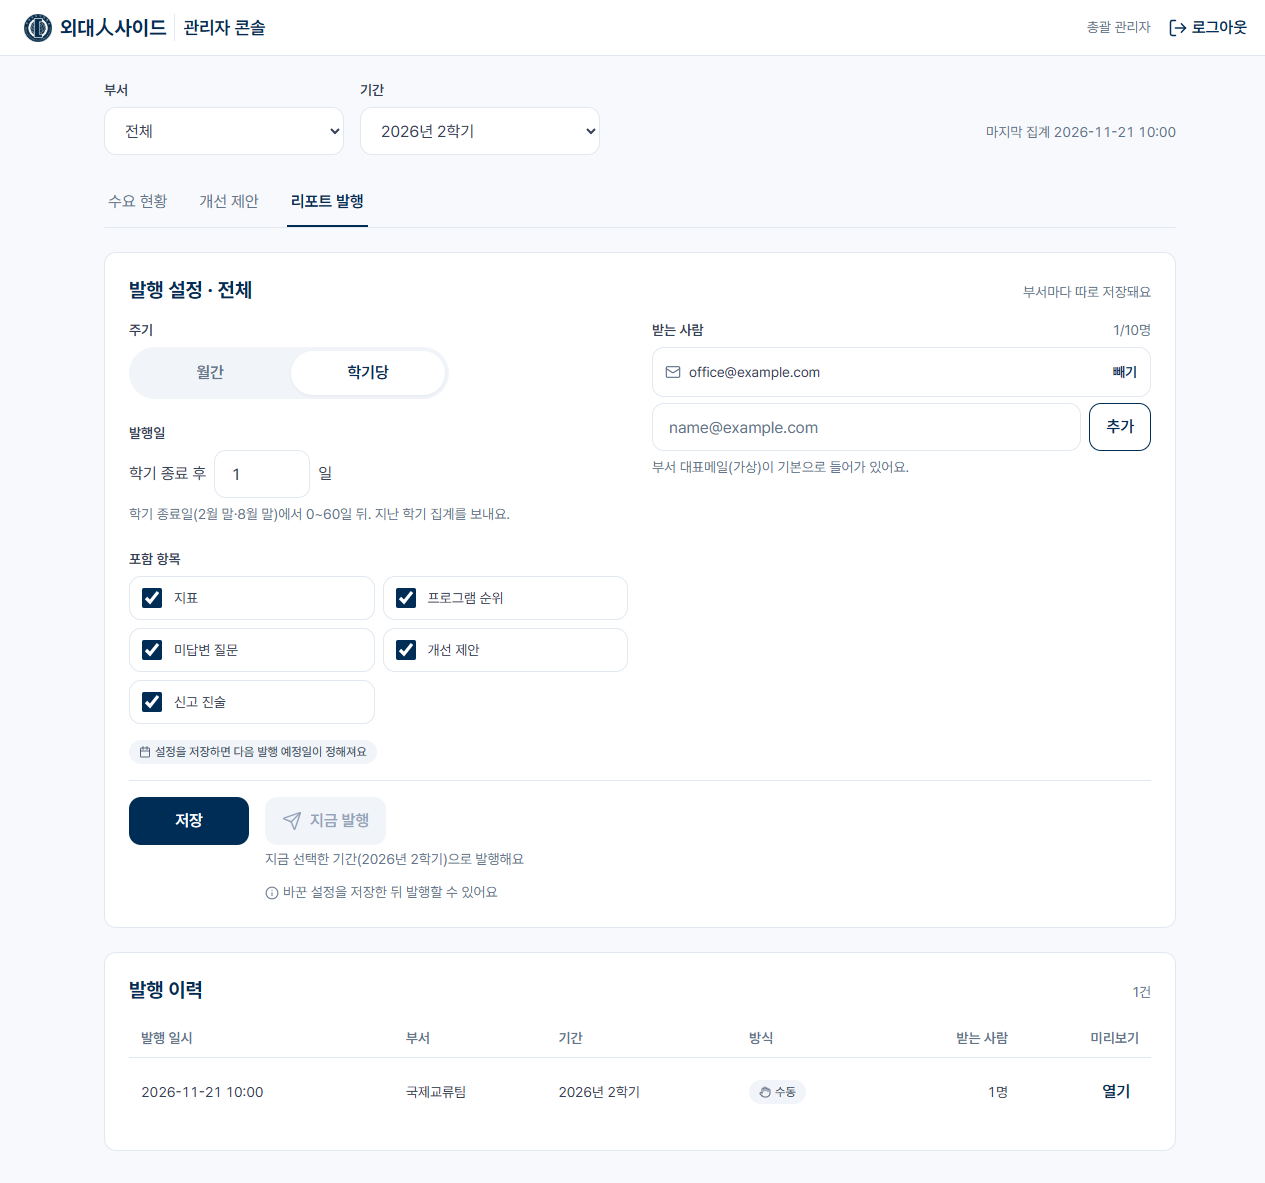 외대人사이드 관리자 콘솔
총괄 관리자 로그아웃
부서 기간
전체 2026년 2학기
마지막 집계 2026-11-21 10:00
수요 현황 개선 제안 리포트 발행
발행 설정 · 전체
부서마다 따로 저장돼요
주기
월간 학기당
발행일
학기 종료 후 1 일
학기 종료일(2월 말·8월 말)에서 0~60일 뒤. 지난 학기 집계를 보내요.
포함 항목
지표 프로그램 순위
미답변 질문 개선 제안
신고 진술
설정을 저장하면 다음 발행 예정일이 정해져요
받는 사람 1/10명
office@example.com 빼기
name@example.com 추가
부서 대표메일(가상)이 기본으로 들어가 있어요.
저장 지금 발행
지금 선택한 기간(2026년 2학기)으로 발행해요
바꾼 설정을 저장한 뒤 발행할 수 있어요
발행 이력 1건
발행 일시 부서 기간 방식 받는 사람 미리보기
2026-11-21 10:00 국제교류팀 2026년 2학기 수동 1명 열기